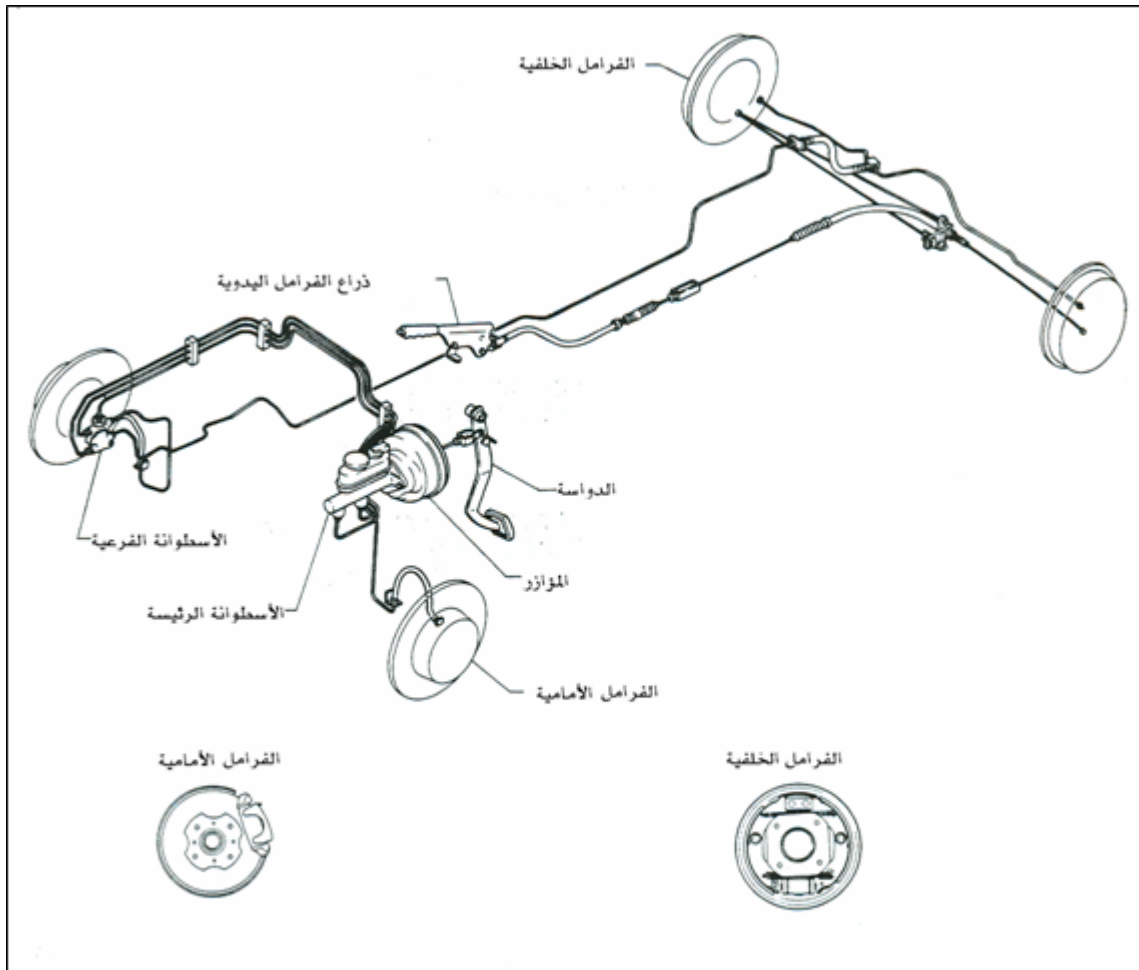 الفرامل الخلفية
ذراع الفرامل اليدوية
الدواسة
الأسطوانة الفرعية
المؤازر
الأسطوانة الرئيسة
الفرامل الأمامية
الفرامل الأمامية
الفرامل الخلفية